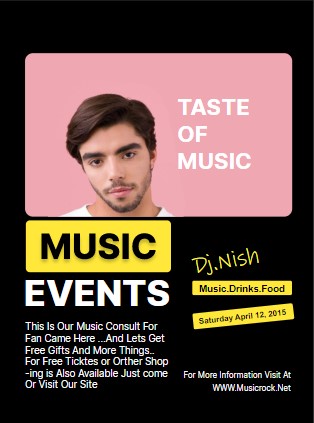 TASTE
OF
MUSIC
MUSIC
EVENTS
Dj.Nish
Music.Drinks.Food
Saturday April 12, 2015
This Is Our Music Consult For
Fan Came Here ...And Lets Get
Free Gifts And More Things..
For Free Ticktes or Orther Shop
-ing is Also Available Just come
Or Visit Our Site
For More Information Visit At
WWW.Musicrock.Net